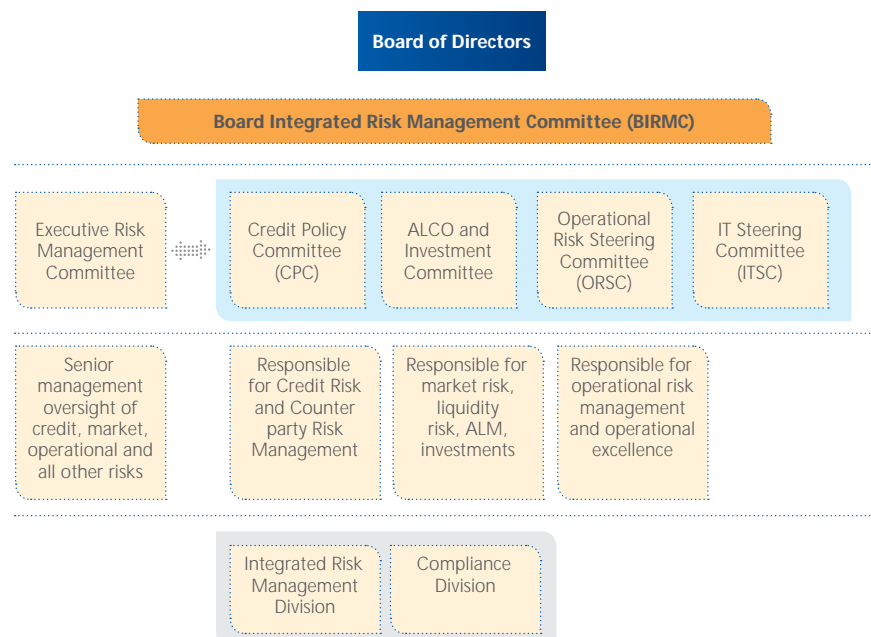 Board of Directors
Board Integrated Risk Management Committee (BIRMC)
Executive Risk
Management
Committee
Credit Policy
Committee
(CPC)
ALCO and
Investment
Committee
Operational
Risk Steering
Committee
(ORSC)
IT Steering
Committee
(ITSC)
Senior
management
oversight of
credit, market,
operational and
all other risks
Responsible
for Credit Risk
and Counter
party Risk
Management
Responsible for
market risk,
liquidity
risk, ALM,
investments
Responsible for
operational risk
management
and operational
excellence
Integrated Risk
Management
Division
Compliance
Division